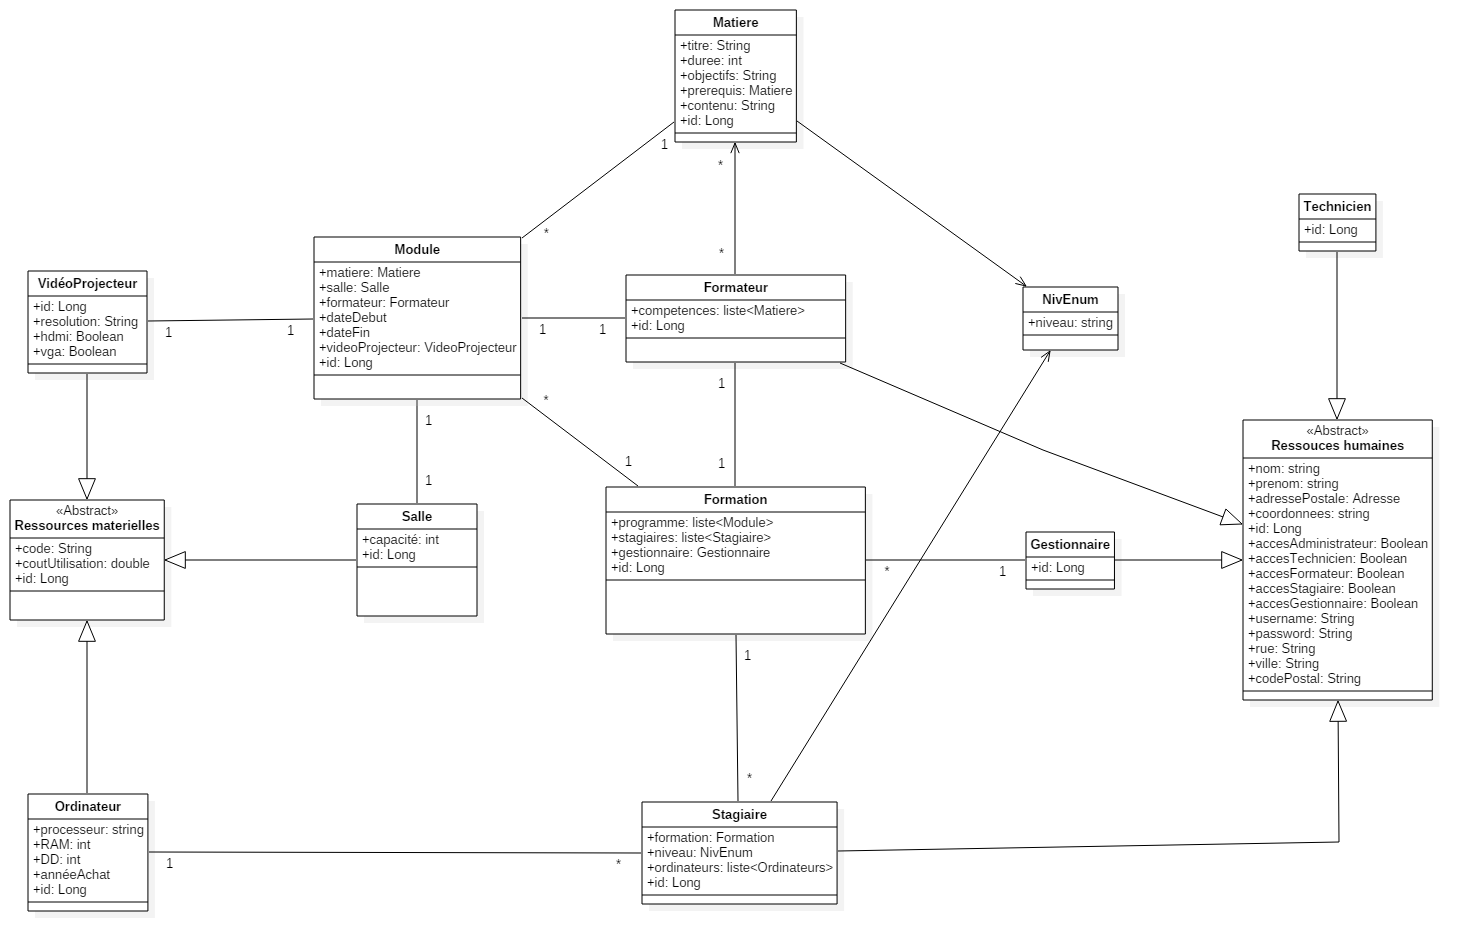 Matiere
+titre: String
+duree: int
+objectifs: String
+prerequis: Matiere
+contenu: String
+id: Long
1
*
*
*
Technicien
+id: Long
Module
+matiere: Matiere
+salle: Salle
+formateur: Formateur
+dateDebut
+dateFin
+videoProjecteur: VideoProjecteur
+id: Long
VidéoProjecteur
+id: Long
+resolution: String
+hdmi: Boolean
+vga: Boolean
1
1
Formateur
+competences: liste<Matiere>
+id: Long
1
1
NivEnum
+niveau: string
1
1
*
1
1
1
«Abstract»
Ressouces humaines
+nom: string
+prenom: string
+adressePostale: Adresse
+coordonnees: string
+id: Long
+accesAdministrateur: Boolean
+accesTechnicien: Boolean
+accesFormateur: Boolean
+accesStagiaire: Boolean
+accesGestionnaire: Boolean
+username: String
+password: String
+rue: String
+ville: String
+codePostal: String
«Abstract»
Ressources materielles
+code: String
+coutUtilisation: double
+id: Long
Salle
+capacité: int
+id: Long
Formation
+programme: liste<Module>
+stagiaires: liste<Stagiaire>
+gestionnaire: Gestionnaire
+id: Long
Gestionnaire
+id: Long
*
1
1
*
Ordinateur
+processeur: string
+RAM: int
+DD: int
+annéeAchat
+id: Long
1
*
Stagiaire
+formation: Formation
+niveau: NivEnum
+ordinateurs: liste<Ordinateurs>
+id: Long